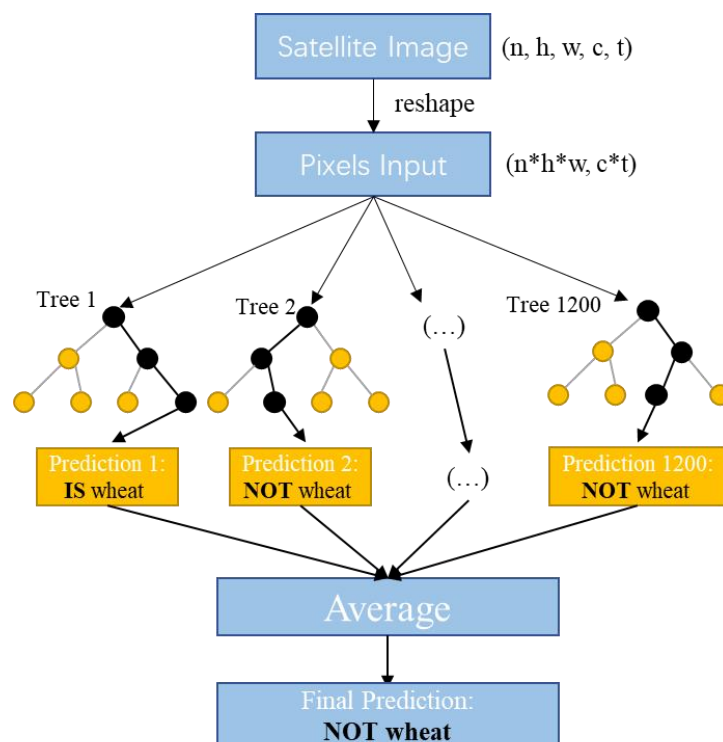 Satellite Image
(n, h, w, c, t)
reshape
Pixels Input
(n*h*w, c*t)
Tree 1
Tree 2
Tree 1200
(…)
Prediction 1:
IS wheat
Prediction 2:
NOT wheat
(…)
Prediction 1200:
NOT wheat
Average
Final Prediction:
NOT wheat